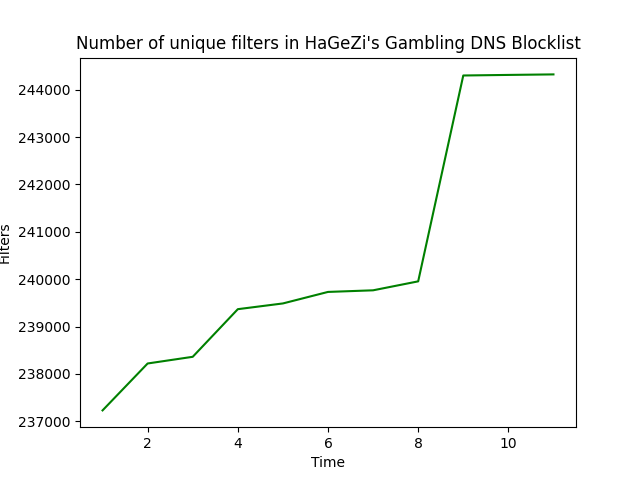 Number of unique filters in HaGeZi's Gambling DNS Blocklist
244000
243000
242000
241000
240000
239000
238000
237000
Filters
2 4 6 8 10
Time